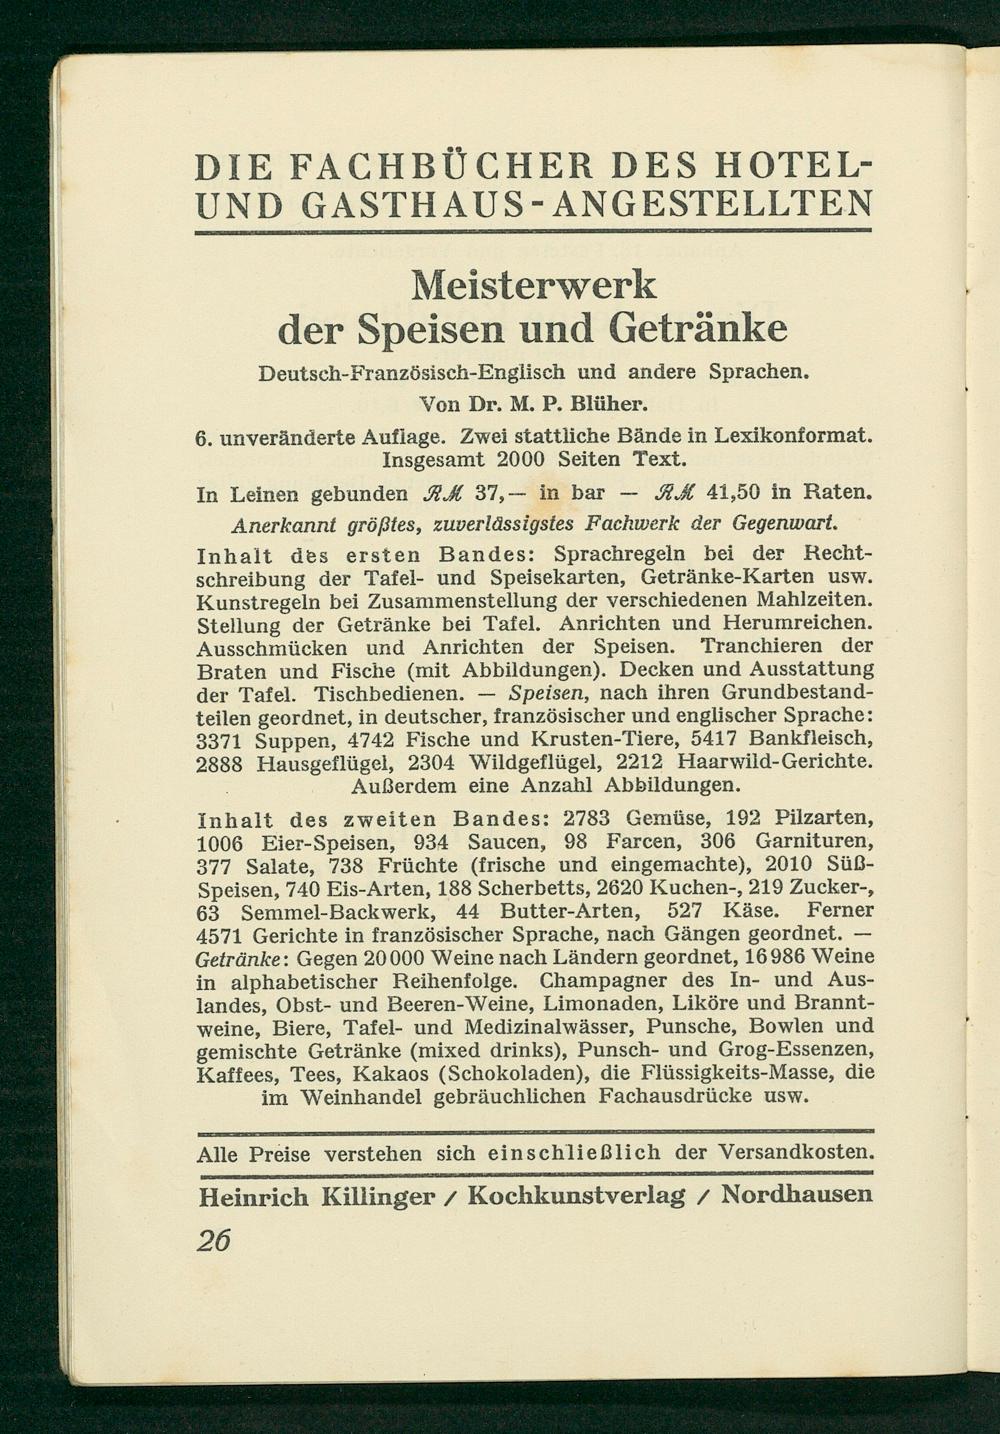 DIE FACHBÜCHER DES HOTEL-
UND GASTHAUS-ANGESTELLTEN
Meisterwerk
der Speisen und Getränke
Deutsch-Französisch-Englisch und andere Sprachen.
Von Dr. M. P. Blüher.
6. unveränderte Auflage. Zwei stattliche Bände in Lexikonformat.
Insgesamt 2000 Seiten Text.
In Leinen gebunden RM 37,— in bar — RM 41,50 in Raten.
Anerkannt größtes, zuverlässigstes Fachwerk der Gegenwart.
Inhalt des ersten Bandes: Sprachregeln bei der Recht-
schreibung der Tafel- und Speisekarten, Getränke-Karten usw.
Kunstregeln bei Zusammenstellung der verschiedenen Mahlzeiten.
Stellung der Getränke bei Tafel. Anrichten und Herumreichen.
Ausschmücken und Anrichten der Speisen. Tranchieren der
Braten und Fische (mit Abbildungen). Decken und Ausstattung
der Tafel. Tischbedienen. — Speisen, nach ihren Grundbestand-
teilen geordnet, in deutscher, französischer und englischer Sprache:
3371 Suppen, 4742 Fische und Krusten-Tiere, 5417 Bankfleisch,
2888 Hausgeflügel, 2304 Wildgeflügel, 2212 Haarwild-Gerichte.
Außerdem eine Anzahl Abbildungen.
Inhalt des zweiten Bandes: 2783 Gemüse, 192 Pilzarten,
1006 Eier-Speisen, 934 Saucen, 98 Farcen, 306 Garnituren,
377 Salate, 738 Früchte (frische und eingemachte), 2010 Süß-
Speisen, 740 Eis-Arten, 188 Scherbetts, 2620 Kuchen-, 219 Zucker-,
63 Semmel-Backwerk, 44 Butter-Arten, 527 Käse. Ferner
4571 Gerichte in französischer Sprache, nach Gängen geordnet. —
Getränke: Gegen 20000 Weine nach Ländern geordnet, 16986 Weine
in alphabetischer Reihenfolge. Champagner des In- und Aus-
landes, Obst- und Beeren-Weine, Limonaden, Liköre und Brannt-
weine, Biere, Tafel- und Medizinalwässer, Punsche, Bowlen und
gemischte Getränke (mixed drinks), Punsch- und Grog-Essenzen,
Kaffees, Tees, Kakaos (Schokoladen), die Flüssigkeits-Masse, die
im Weinhandel gebräuchlichen Fachausdrücke usw.
Alle Preise verstehen sich einschließlich der Versandkosten.
Heinrich Killinger / Kochkunstverlag / Nordhausen
26